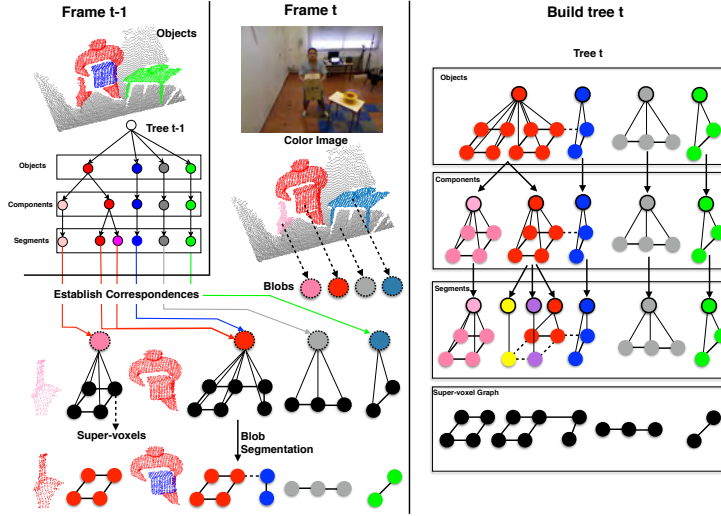 Frame t-1
Objects
Tree t-1
Objects
Components
Segments
Frame t
Color Image
Blobs
Establish Correspondences
Super-voxels
Blob
Segmentation
Build tree t
Tree t
Objects
Components
Segments
Super-voxel Graph